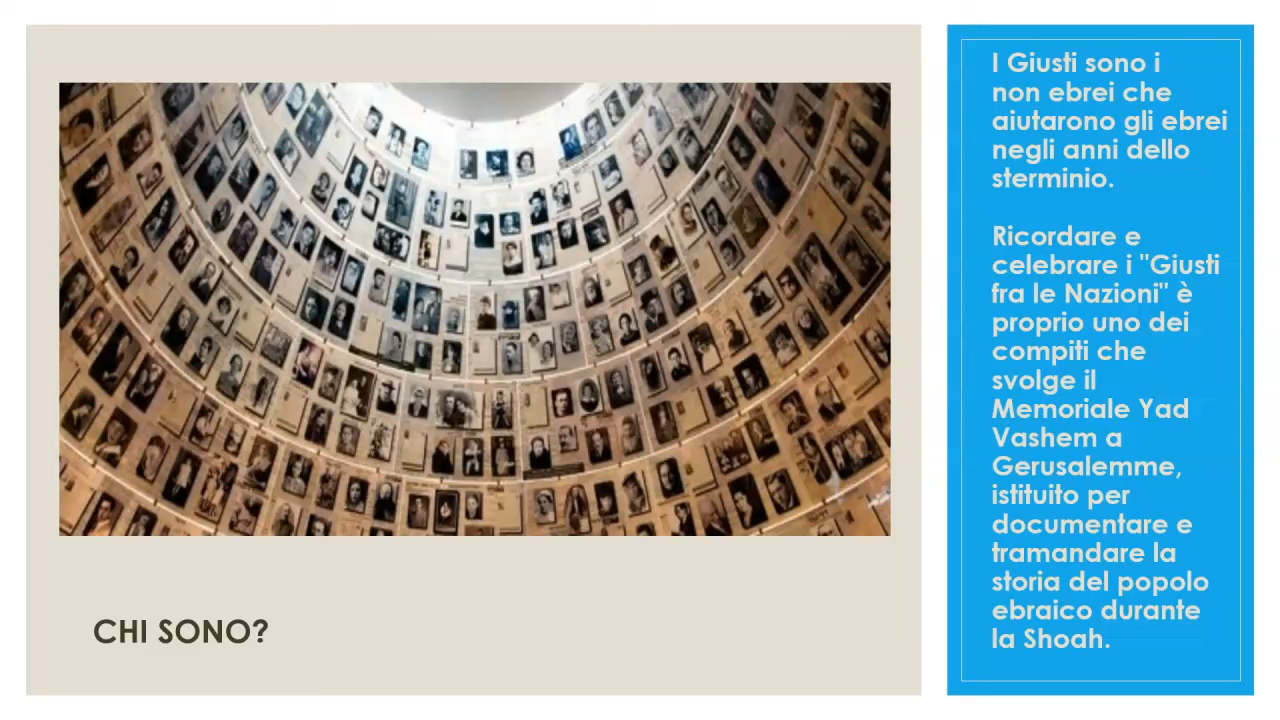 CHI SONO?
I Giusti sono i
non ebrei che
aiutarono gli ebrei
negli anni dello
sterminio.
Ricordare e
celebrare i "Giusti
fra le Nazioni" è
proprio uno dei
compiti che
svolge il
Memoriale Yad
Vashem a
Gerusalemme,
istituito per
documentare e
tramandare la
storia del popolo
ebraico durante
la Shoah.